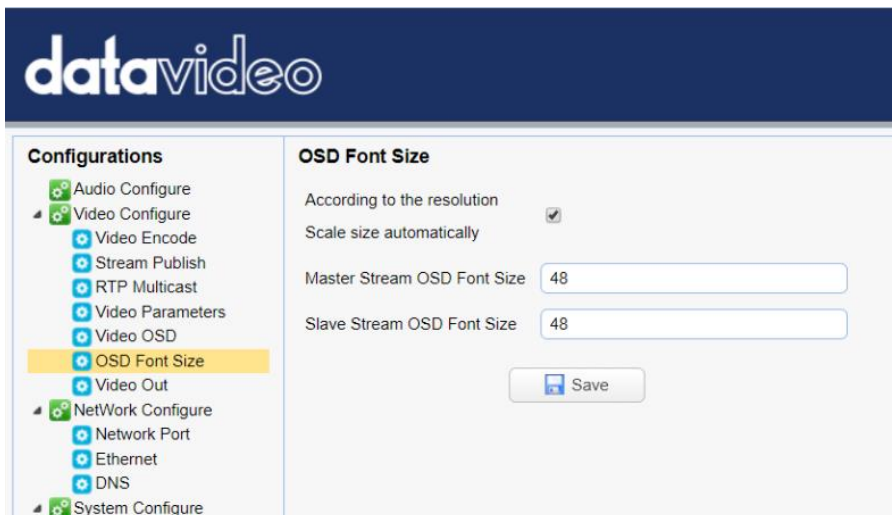 datavideo
Configurations
Audio Configure
Video Configure
Video Encode
Stream Publish
RTP Multicast
Video Parameters
Video OSD
OSD Font Size
Video Out
NetWork Configure
Network Port
Ethernet
DNS
System Configure
OSD Font Size
According to the resolution
Scale size automatically
Master Stream OSD Font Size 48
Slave Stream OSD Font Size 48
Save